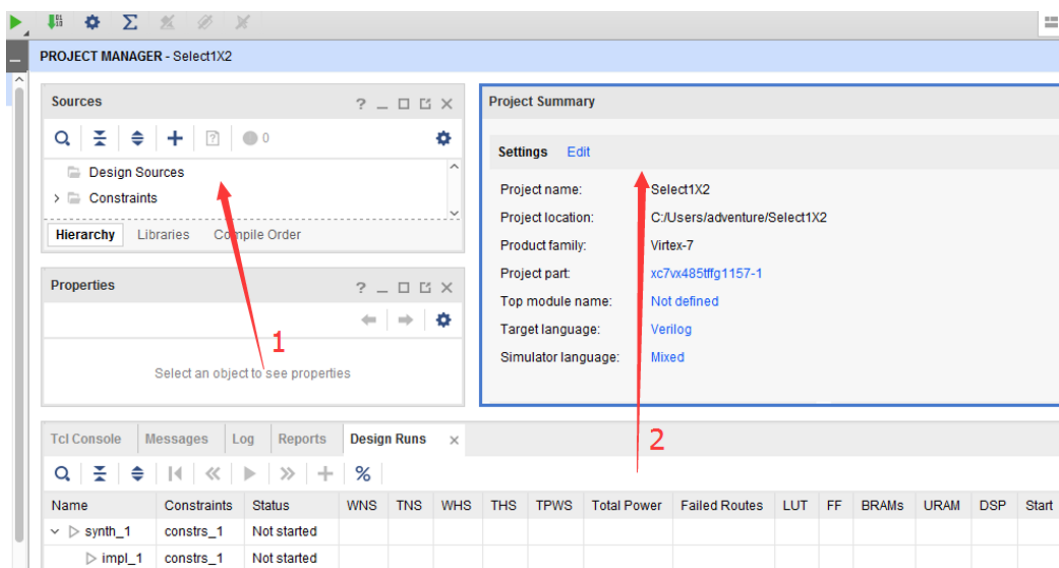 PROJECT MANAGER - Select1X2
Sources
0
Design Sources
Constraints
Hierarchy Libraries Compile Order
Properties
1
Select an object to see properties
Project Summary
Settings Edit
Project name: Select1X2
Project location: C:/Users/adventure/Select1X2
Product family: Virtex-7
Project part: xc7vx485tffg1157-1
Top module name: Not defined
Target language: Verilog
Simulator language: Mixed
2
Tcl Console Messages Log Reports Design Runs
Name Constraints Status WNS TNS WHS THS TPWS Total Power Failed Routes LUT FF BRAMs URAM DSP Start
synth_1 constrs_1 Not started
impl_1 constrs_1 Not started